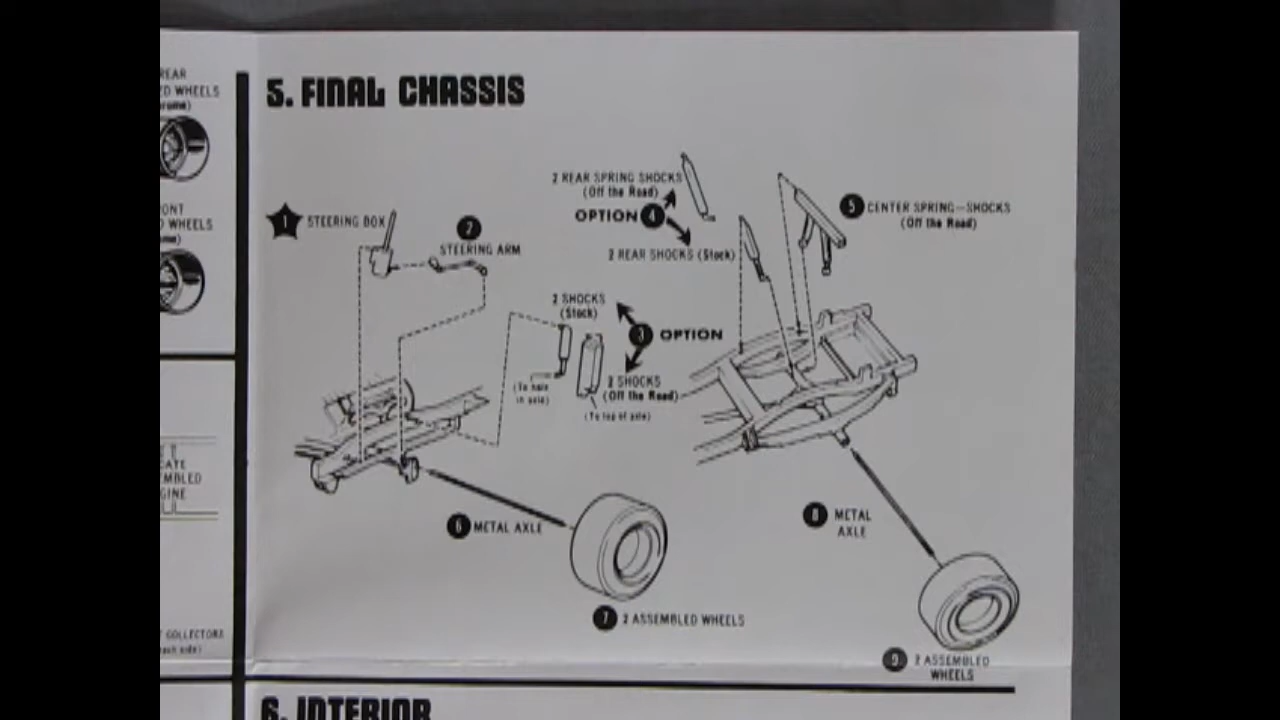 5. FINAL CHASSIS
REAR
WHEELS
WHEELS
EMBLED
COLLECTORS
1 STEERING BOX
2
STEERING ARM
2 REAR SPRING SHOCKS
(Off the Road)
OPTION 4
2 REAR SHOCKS (Stock)
5 CENTER SPRING-SHOCKS
(Off the Road)
2 SHOCKS
(Stock)
3 OPTION
2 SHOCKS
(Off the Road)
(To hole
in axle)
(To top of axle)
6 METAL AXLE
7 2 ASSEMBLED WHEELS
8 METAL
AXLE
9 2 ASSEMBLED
WHEELS
6. INTERIOR